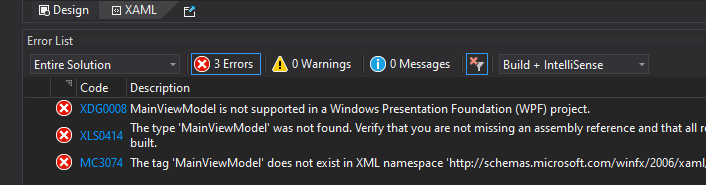 Design
XAML
Error List
Entire Solution
3 Errors
0 Warnings
0 Messages
Build + IntelliSense
Code
Description
XDG0008
MainViewModel is not supported in a Windows Presentation Foundation (WPF) project.
XLS0414
The type 'MainViewModel' was not found. Verify that you are not missing an assembly reference and that all re
built.
MC3074
The tag 'MainViewModel' does not exist in XML namespace 'http://schemas.microsoft.com/winfx/2006/xaml,